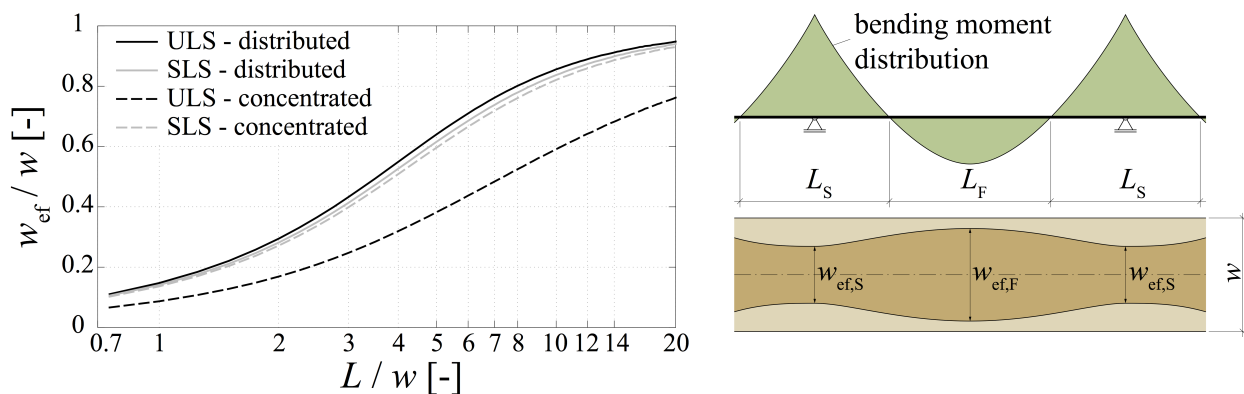 1
0.8
0.6
0.4
0.2
0
w_ef / w [-]
ULS - distributed
SLS - distributed
ULS - concentrated
SLS - concentrated
0.7 1 2 3 4 5 6 7 8 10 12 14 20
L / w [-]
bending moment
distribution
L_S L_F L_S
w_ef,S w_ef,F w_ef,S
w